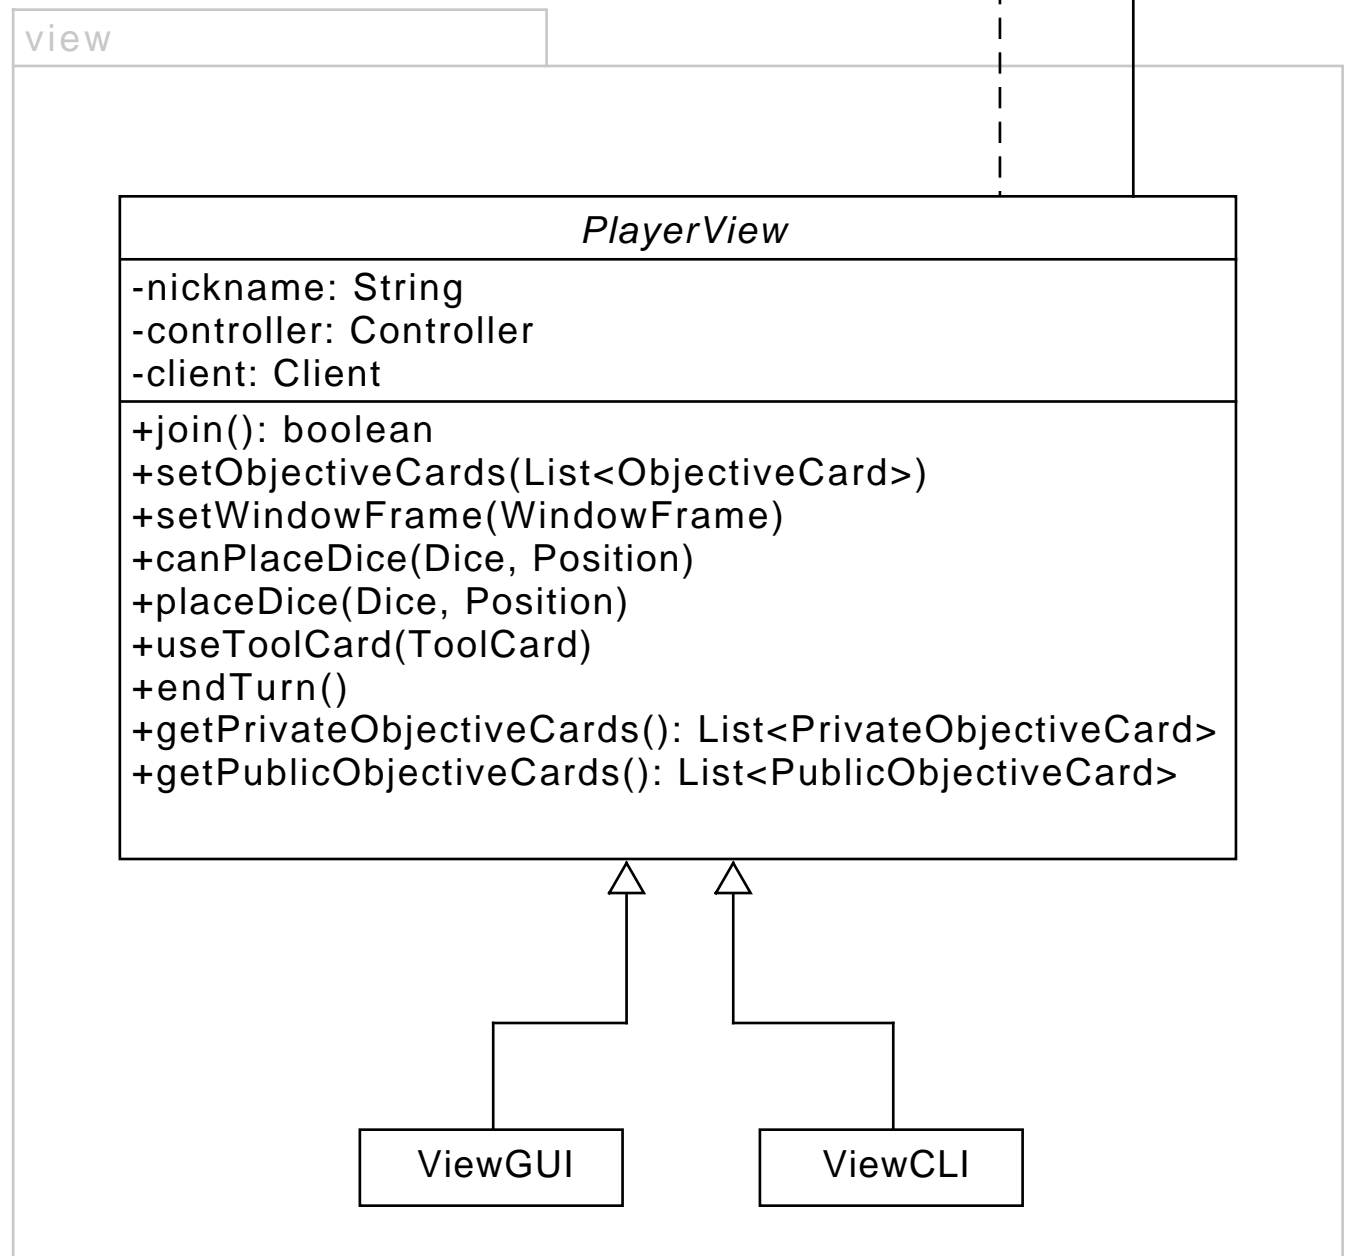 view
PlayerView
-nickname: String
-controller: Controller
-client: Client
+join(): boolean
+setObjectiveCards(List<ObjectiveCard>)
+setWindowFrame(WindowFrame)
+canPlaceDice(Dice, Position)
+placeDice(Dice, Position)
+useToolCard(ToolCard)
+endTurn()
+getPrivateObjectiveCards(): List<PrivateObjectiveCard>
+getPublicObjectiveCards(): List<PublicObjectiveCard>
ViewGUI
ViewCLI